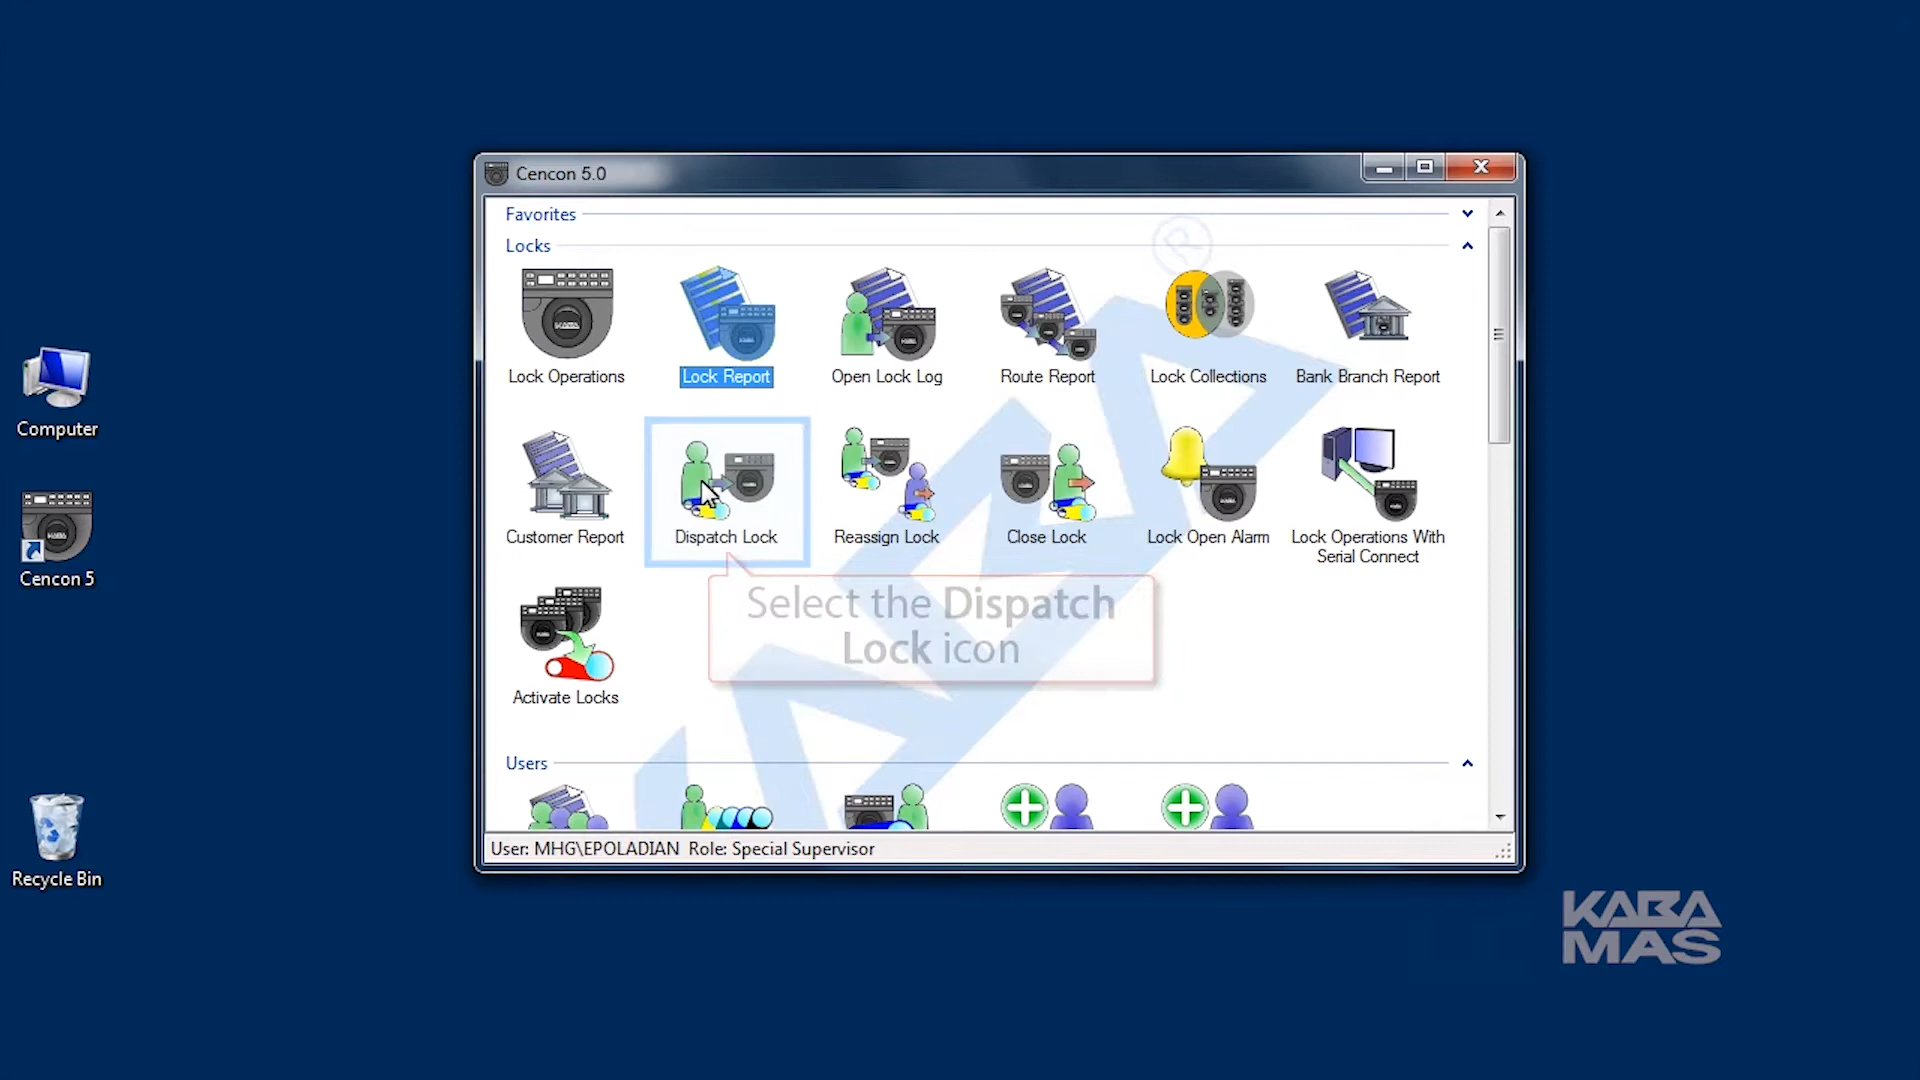 Cencon 5.0
Favorites
Locks
Lock Operations
Lock Report
Open Lock Log
Route Report
Lock Collections
Bank Branch Report
Customer Report
Dispatch Lock
Reassign Lock
Close Lock
Lock Open Alarm
Lock Operations With
Serial Connect
Select the Dispatch
Lock icon
Activate Locks
Users
User: MHG\EPOLADIAN Role: Special Supervisor
Computer
Cencon 5
Recycle Bin
KABA
MAS
KABA
®